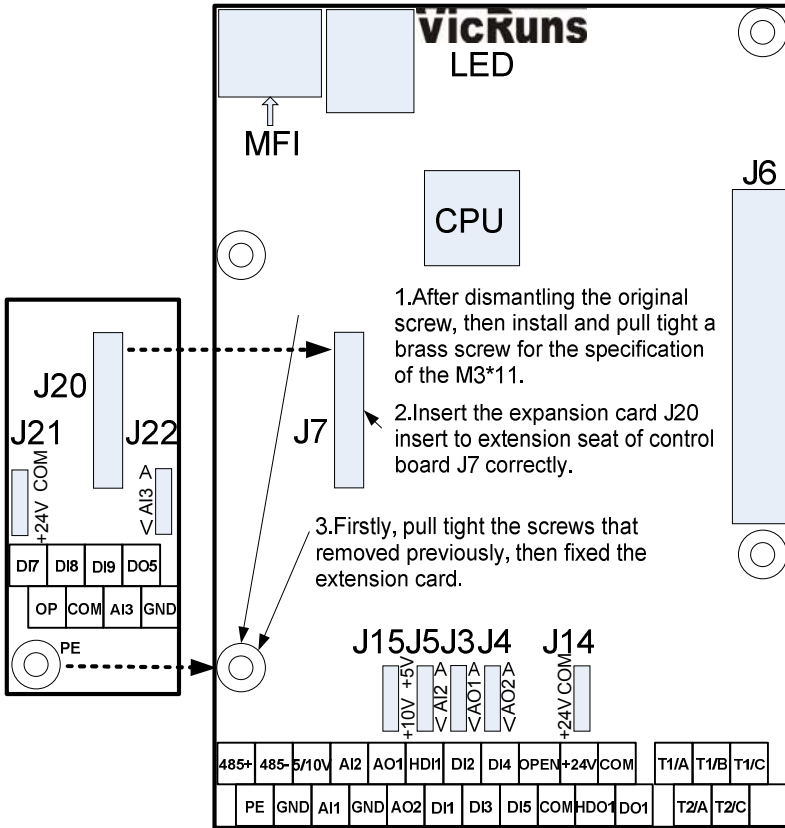 VicRuns
LED
MFI
J6
CPU
1.After dismantling the original
screw, then install and pull tight a
brass screw for the specification
of the M3*11.
2.Insert the expansion card J20
insert to extension seat of control
board J7 correctly.
3.Firstly, pull tight the screws that
removed previously, then fixed the
extension card.
J7
J20
J21 J22
+24V COM
< AI3 A
DI7 DI8 DI9 DO5
OP COM AI3 GND
PE
J15 J5 J3 J4 J14
+10V +5V
< AI2 A
< AO1 A
< AO2 A
+24V COM
485+ 485- 5/10V AI2 AO1 HDI1 DI2 DI4 OPEN +24V COM T1/A T1/B T1/C
PE GND AI1 GND AO2 DI1 DI3 DI5 COM HDO1 DO1 T2/A T2/C